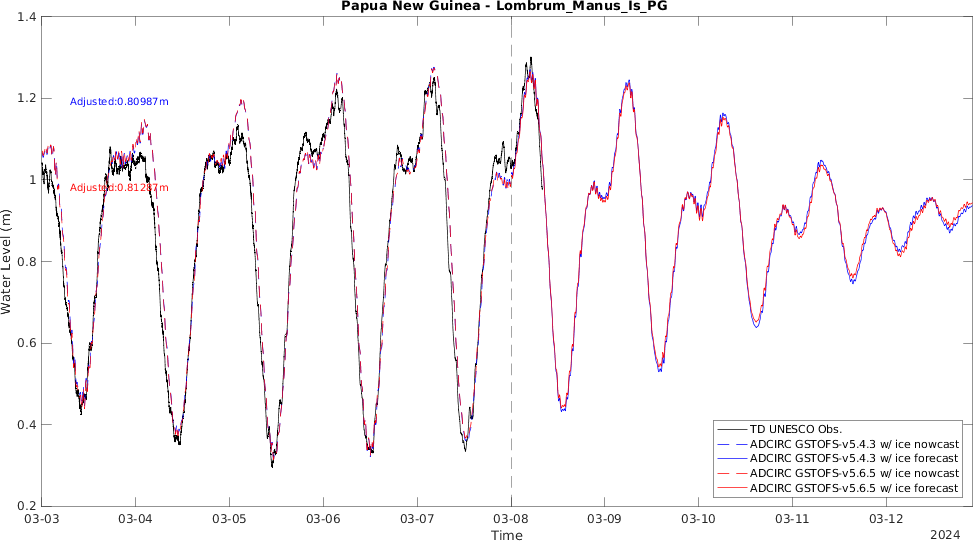 Papua New Guinea - Lombrum_Manus_Is_PG
1.4
1.2
1
0.8
0.6
0.4
0.2
Water Level (m)
Adjusted:0.80987m
Adjusted:0.81287m
TD UNESCO Obs.
ADCIRC GSTOFS-v5.4.3 w/ ice nowcast
ADCIRC GSTOFS-v5.4.3 w/ ice forecast
ADCIRC GSTOFS-v5.6.5 w/ ice nowcast
ADCIRC GSTOFS-v5.6.5 w/ ice forecast
03-03 03-04 03-05 03-06 03-07 03-08 03-09 03-10 03-11 03-12
Time
2024